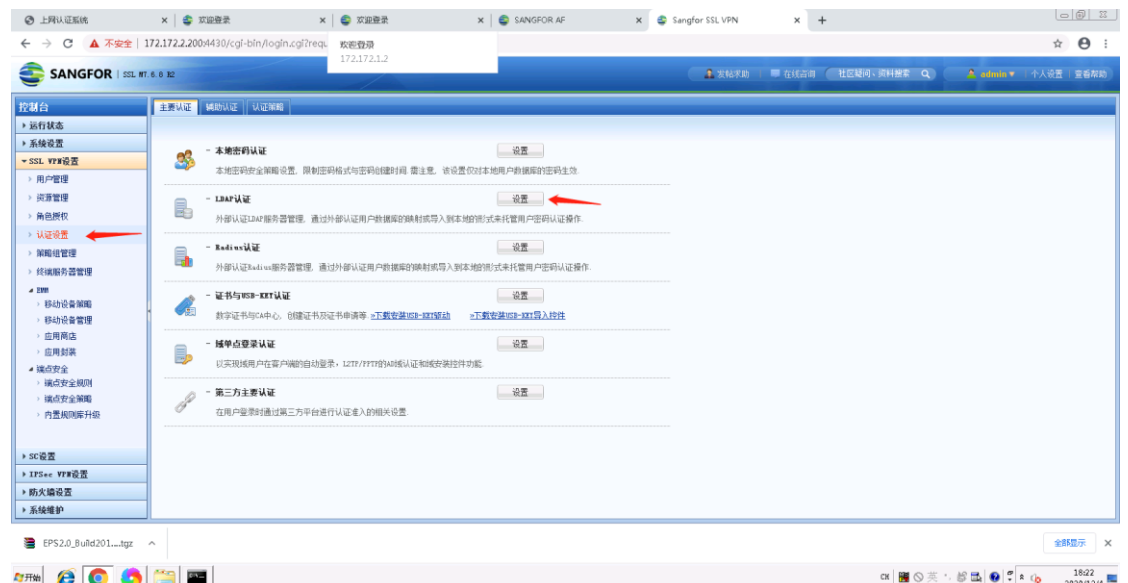 上网认证系统
欢迎登录
欢迎登录
SANGFOR AF
Sangfor SSL VPN
不安全 | 172.172.2.200:4430/cgi-bin/login.cgi?requ
欢迎登录
172.172.1.2
SANGFOR | SSL M7.6.8 R2
发帖求助
在线咨询
社区疑问、资料搜索
admin
个人设置
查看帮助
控制台
主要认证
辅助认证
认证策略
运行状态
系统设置
SSL VPN设置
用户管理
资源管理
角色授权
认证设置
策略组管理
终端服务器管理
EMM
移动设备策略
移动设备管理
应用商店
应用封装
端点安全
端点安全规则
端点安全策略
内置规则库升级
SC设置
IPSec VPN设置
防火墙设置
系统维护
- 本地密码认证
设置
本地密码安全策略设置，限制密码格式与密码创建时间.需注意，该设置仅对本地用户数据库的密码生效.
- LDAP认证
设置
外部认证LDAP服务器管理，通过外部认证用户数据库的映射或导入到本地的形式来托管用户密码认证操作.
- Radius认证
设置
外部认证Radius服务器管理，通过外部认证用户数据库的映射或导入到本地的形式来托管用户密码认证操作.
- 证书与USB-KEY认证
设置
数字证书与CA中心，创建证书及证书申请等.»下载安装USB-KEY驱动 »下载安装USB-KEY导入控件
- 域单点登录认证
设置
以实现域用户在客户端的自动登录，L2TP/PPTP的AD域认证和域安装控件功能.
- 第三方主要认证
设置
在用户登录时通过第三方平台进行认证准入的相关设置.
EPS2.0_Build201....tgz
全部显示
开始
CH
英
18:22